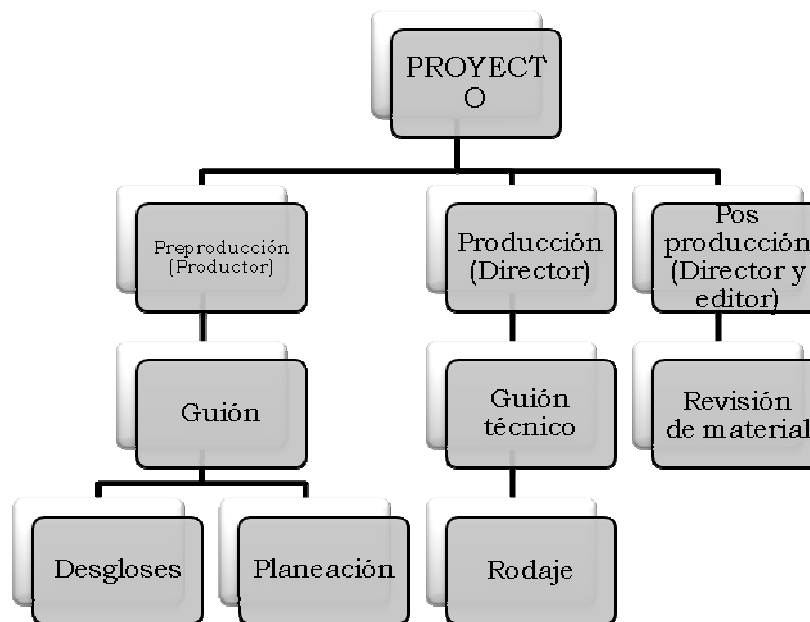 PROYECT
O
Preproducción
(Productor)
Producción
(Director)
Pos
producción
(Director y
editor)
Guión
Guión
técnico
Revisión
de material
Desgloses
Planeación
Rodaje